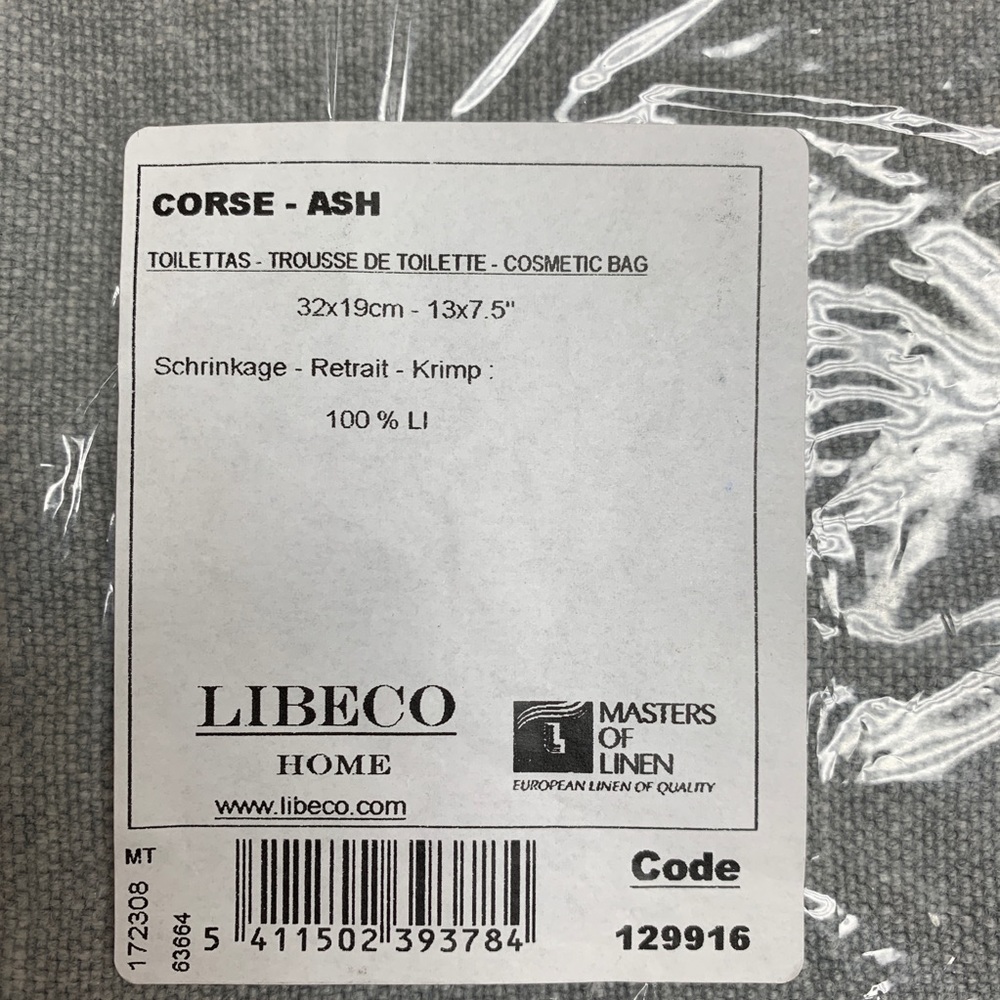 CORSE - ASH
TOILETTAS - TROUSSE DE TOILETTE - COSMETIC BAG
32x19cm - 13x7.5"
Schrinkage - Retrait - Krimp :
100 % LI
LIBECO
HOME
www.libeco.com
MASTERS
OF
LINEN
EUROPEAN LINEN OF QUALITY
MT
172308
63664
5 411502 393784
Code
129916